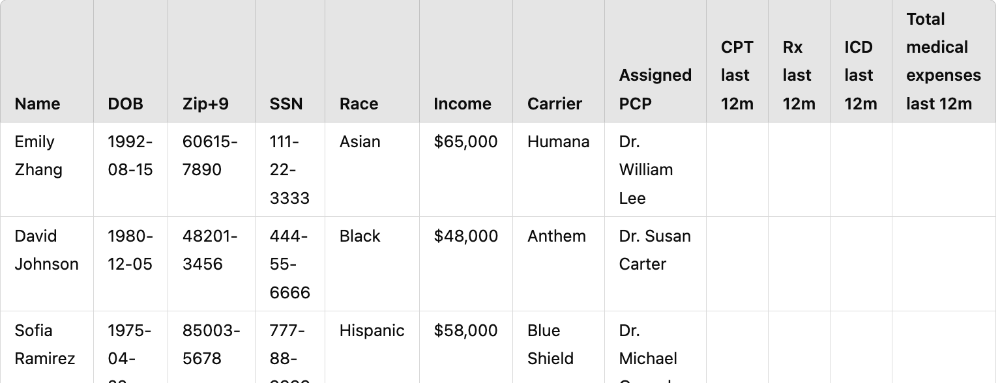 Name DOB Zip+9 SSN Race Income Carrier Assigned PCP CPT last 12m Rx last 12m ICD last 12m Total medical expenses last 12m
Emily Zhang 1992-08-15 60615-7890 111-22-3333 Asian $65,000 Humana Dr. William Lee
David Johnson 1980-12-05 48201-3456 444-55-6666 Black $48,000 Anthem Dr. Susan Carter
Sofia Ramirez 1975-04- 85003-5678 777-88- Hispanic $58,000 Blue Shield Dr. Michael